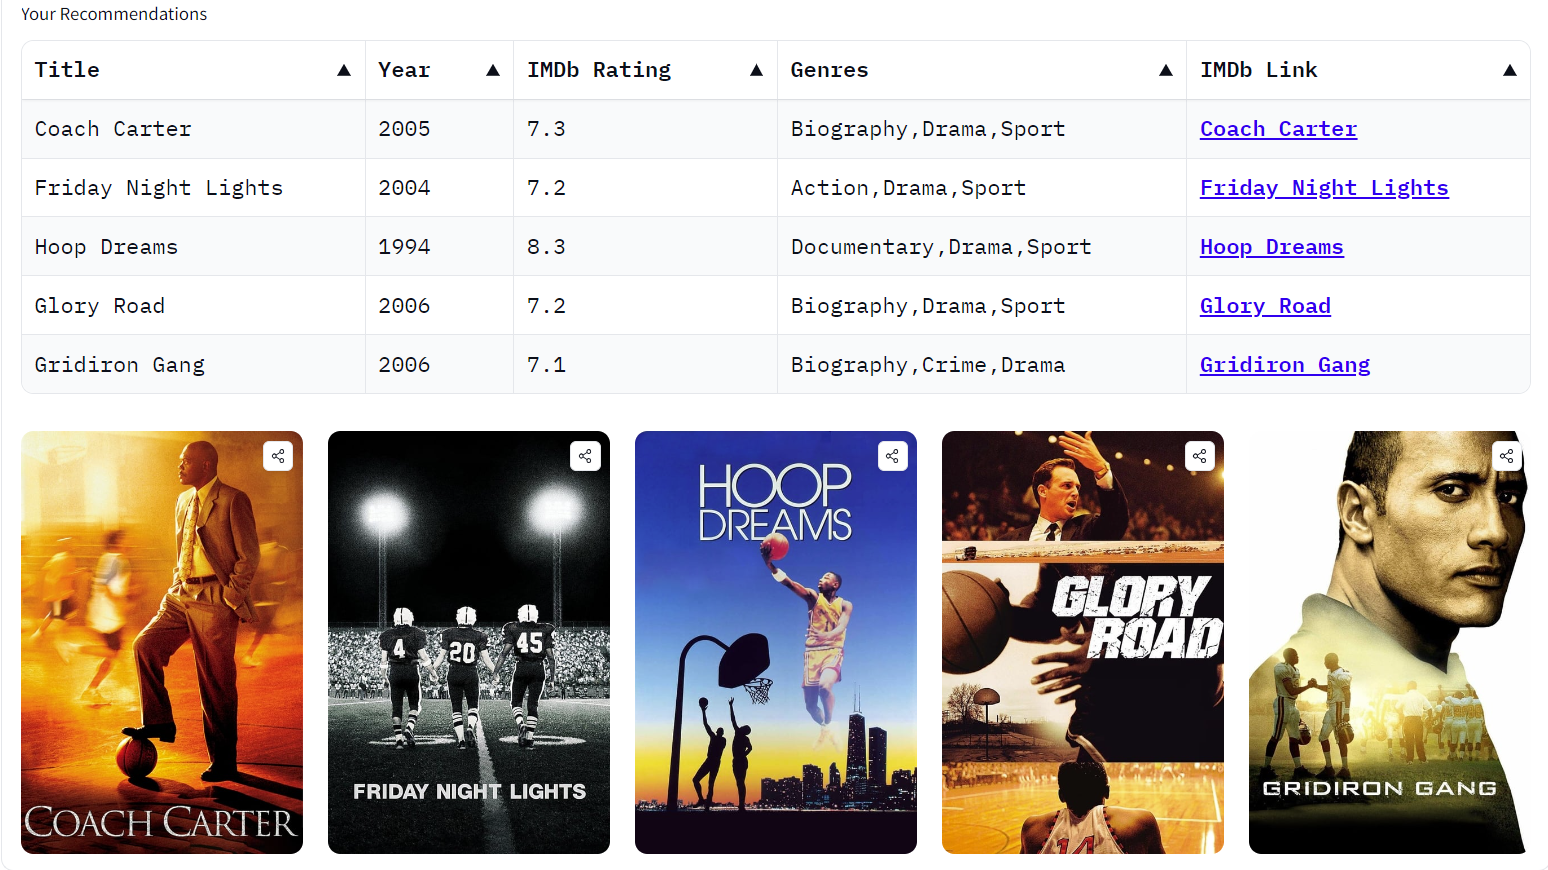 Your Recommendations
Title ▲ Year ▲ IMDb Rating ▲ Genres ▲ IMDb Link ▲
Coach Carter 2005 7.3 Biography,Drama,Sport Coach Carter
Friday Night Lights 2004 7.2 Action,Drama,Sport Friday Night Lights
Hoop Dreams 1994 8.3 Documentary,Drama,Sport Hoop Dreams
Glory Road 2006 7.2 Biography,Drama,Sport Glory Road
Gridiron Gang 2006 7.1 Biography,Crime,Drama Gridiron Gang
COACH CARTER
4 20 45
FRIDAY NIGHT LIGHTS
HOOP
DREAMS
GLORY
ROAD
14
GRIDIRON GANG